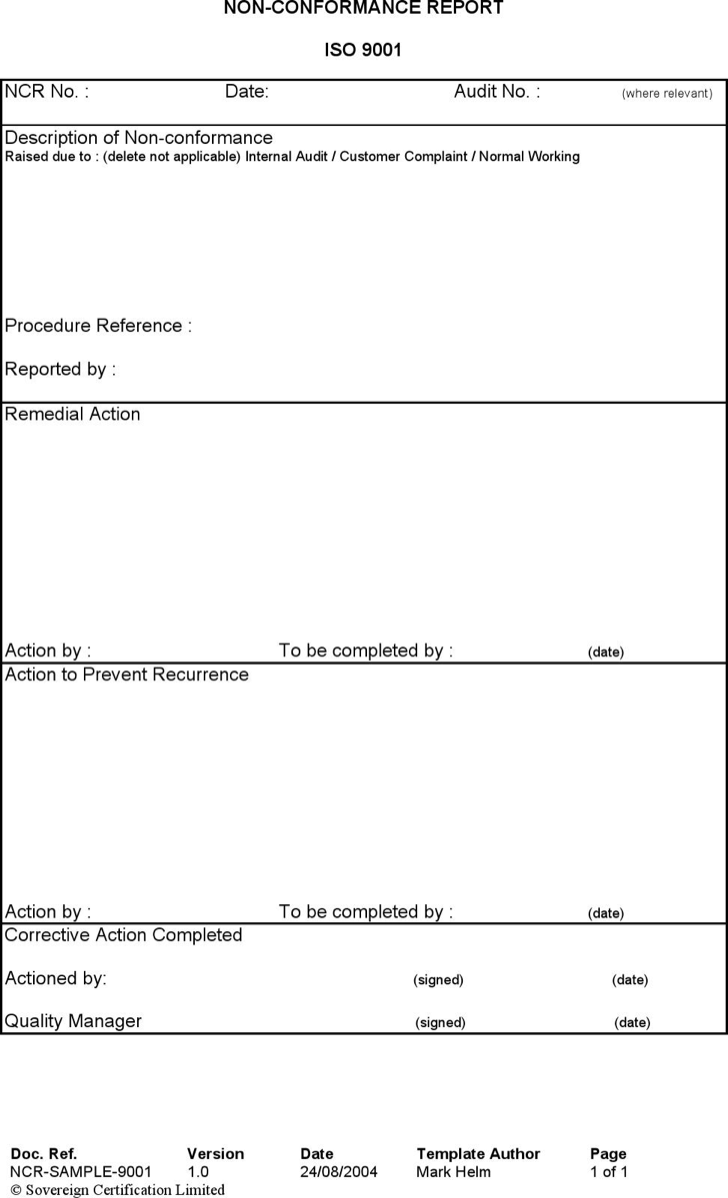 NON-CONFORMANCE REPORT
ISO 9001
NCR No. : Date: Audit No. : (where relevant)
Description of Non-conformance
Raised due to : (delete not applicable) Internal Audit / Customer Complaint / Normal Working
Procedure Reference :
Reported by :
Remedial Action
Action by : To be completed by : (date)
Action to Prevent Recurrence
Action by : To be completed by : (date)
Corrective Action Completed
Actioned by: (signed) (date)
Quality Manager (signed) (date)
Doc. Ref. Version Date Template Author Page
NCR-SAMPLE-9001 1.0 24/08/2004 Mark Helm 1 of 1
© Sovereign Certification Limited